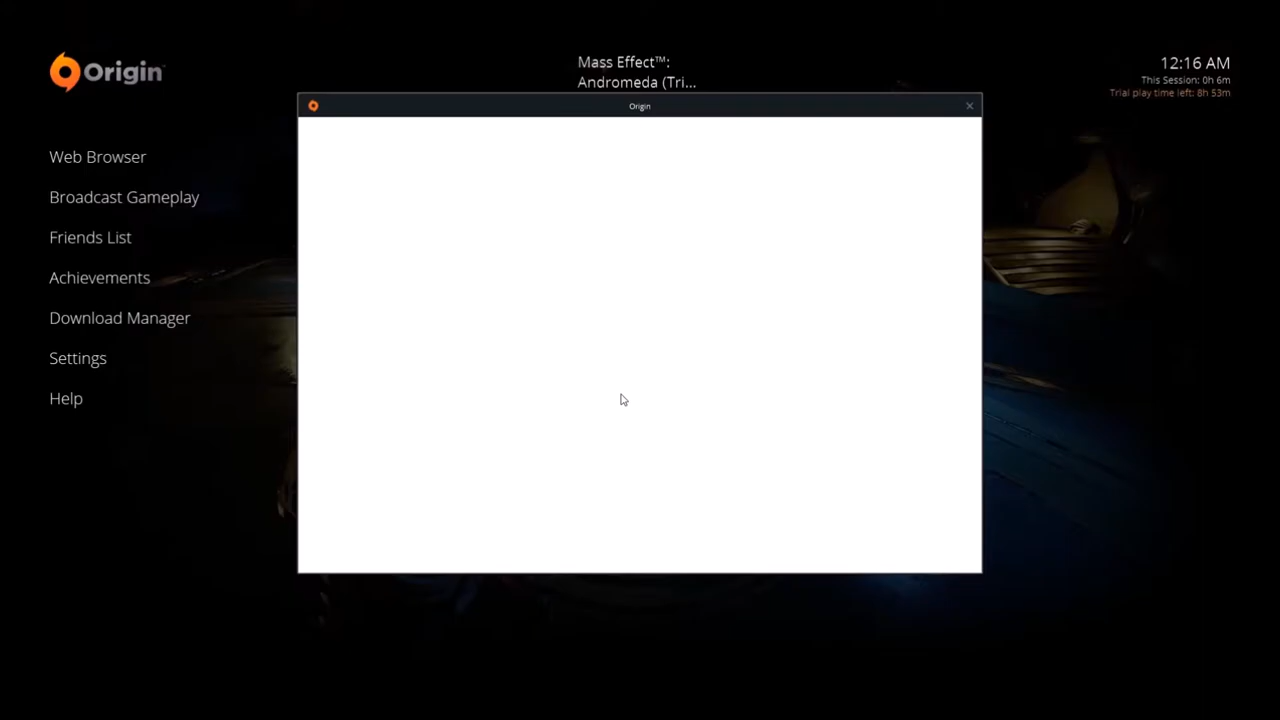 Origin
Mass Effect™:
Andromeda (Tri...
12:16 AM
This Session: 0h 6m
Trial play time left: 8h 53m
Origin
Web Browser
Broadcast Gameplay
Friends List
Achievements
Download Manager
Settings
Help